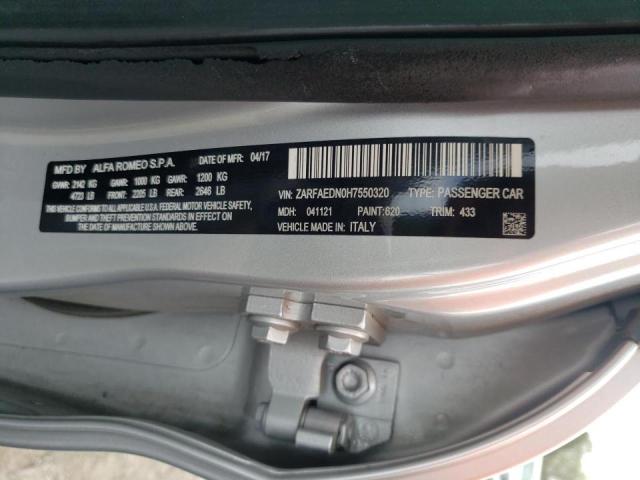 MFD BY ALFA ROMEO S.P.A. DATE OF MFR 04/17
GVWR: 2142 KG GAWR: 1000 KG GAWR: 1200 KG
4723 LB FRONT: 2205 LB REAR: 2646 LB
THIS VEHICLE CONFORMS TO ALL APPLICABLE U.S.A. FEDERAL MOTOR VEHICLE SAFETY,
BUMPER AND THEFT PREVENTION STANDARDS IN EFFECT ON THE
DATE OF MANUFACTURE SHOWN ABOVE.
VIN: ZARFAEDN0H7550320 TYPE: PASSENGER CAR
MDH: 041121 PAINT: 620 TRIM: 433
VEHICLE MADE IN: ITALY